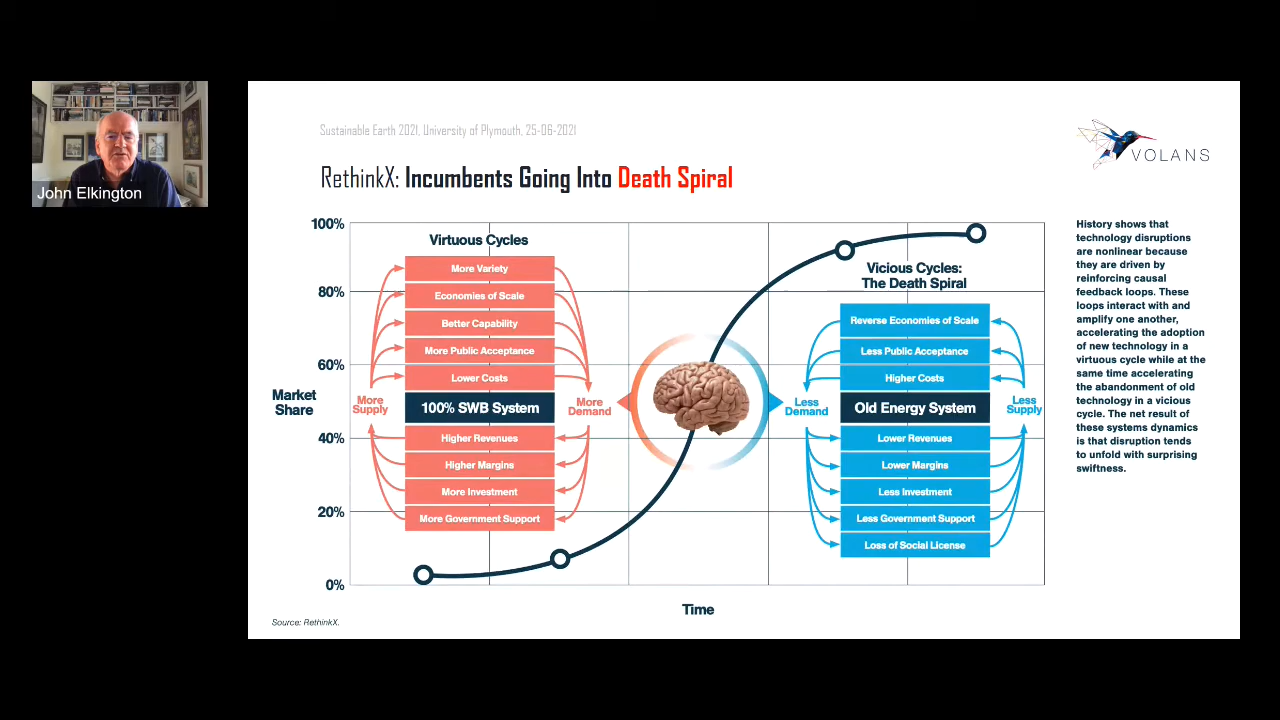 John Elkington
Sustainable Earth 2021, University of Plymouth, 25-06-2021
VOLANS
RethinkX: Incumbents Going Into Death Spiral
100%
80%
60%
40%
20%
0%
Market
Share
Virtuous Cycles
More Variety
Economies of Scale
Better Capability
More Public Acceptance
Lower Costs
More
Supply
100% SWB System
More
Demand
Higher Revenues
Higher Margins
More Investment
More Government Support
Vicious Cycles:
The Death Spiral
Reverse Economies of Scale
Less Public Acceptance
Higher Costs
Less
Demand
Old Energy System
Less
Supply
Lower Revenues
Lower Margins
Less Investment
Less Government Support
Loss of Social License
Time
Source: RethinkX.
History shows that
technology disruptions
are nonlinear because
they are driven by
reinforcing causal
feedback loops. These
loops interact with and
amplify one another,
accelerating the adoption
of new technology in a
virtuous cycle while at the
same time accelerating
the abandonment of old
technology in a vicious
cycle. The net result of
these systems dynamics
is that disruption tends
to unfold with surprising
swiftness.